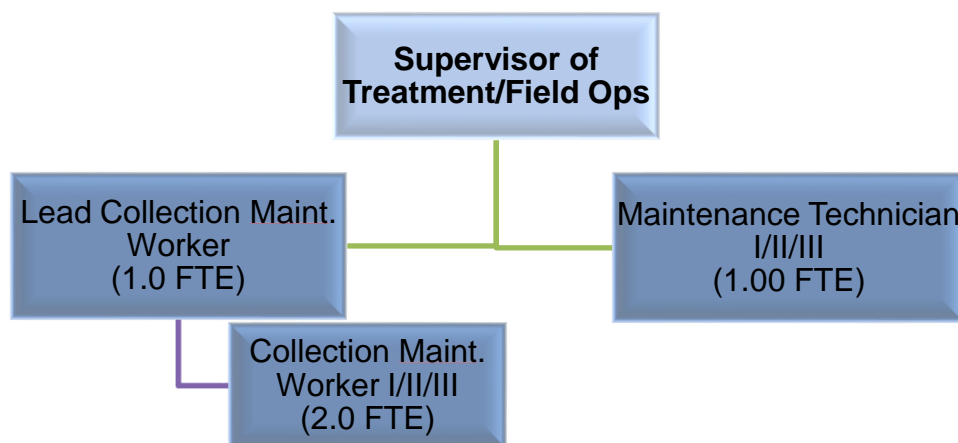 Supervisor of
Treatment/Field Ops
Lead Collection Maint.
Worker
(1.0 FTE)
Maintenance Technician
I/II/III
(1.00 FTE)
Collection Maint.
Worker I/II/III
(2.0 FTE)